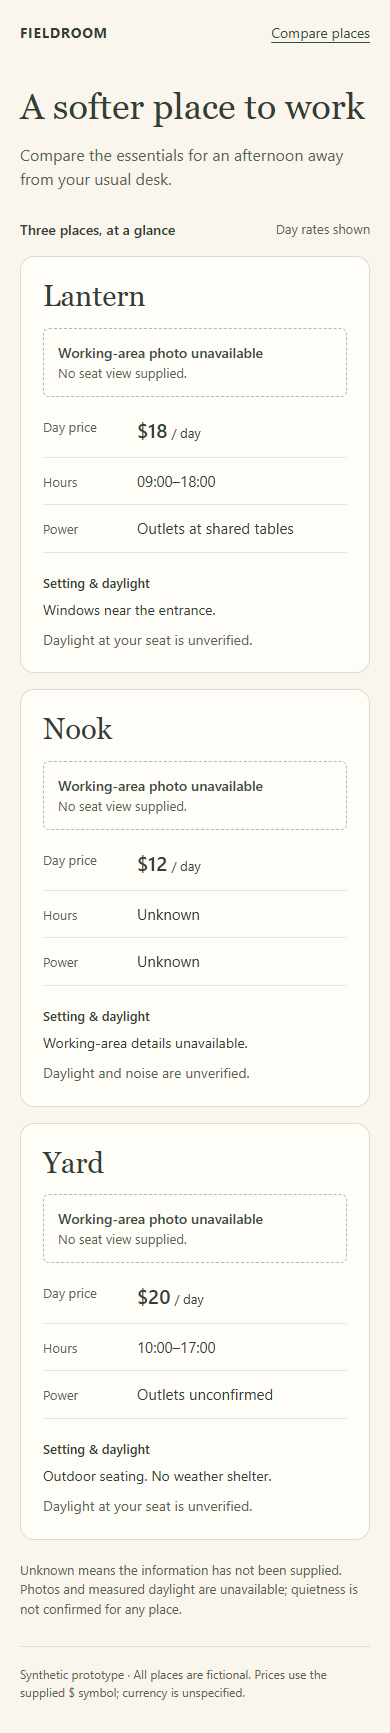 FIELDROOM
Compare places
A softer place to work
Compare the essentials for an afternoon away
from your usual desk.
Three places, at a glance
Day rates shown
Lantern
Working-area photo unavailable
No seat view supplied.
Day price
$18 / day
Hours
09:00–18:00
Power
Outlets at shared tables
Setting & daylight
Windows near the entrance.
Daylight at your seat is unverified.
Nook
Working-area photo unavailable
No seat view supplied.
Day price
$12 / day
Hours
Unknown
Power
Unknown
Setting & daylight
Working-area details unavailable.
Daylight and noise are unverified.
Yard
Working-area photo unavailable
No seat view supplied.
Day price
$20 / day
Hours
10:00–17:00
Power
Outlets unconfirmed
Setting & daylight
Outdoor seating. No weather shelter.
Daylight at your seat is unverified.
Unknown means the information has not been supplied.
Photos and measured daylight are unavailable; quietness is
not confirmed for any place.
Synthetic prototype · All places are fictional. Prices use the
supplied $ symbol; currency is unspecified.